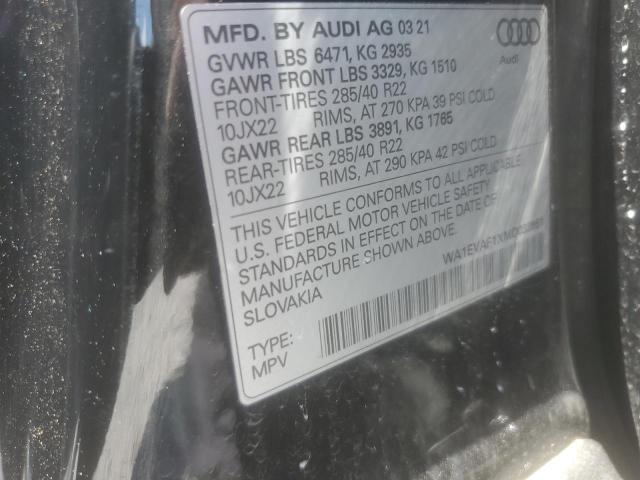 MFD. BY AUDI AG 03 21
GVWR LBS 6471, KG 2935
GAWR FRONT LBS 3329, KG 1510
FRONT-TIRES 285/40 R22
10JX22 RIMS, AT 270 KPA 39 PSI COLD
GAWR REAR LBS 3891, KG 1765
REAR-TIRES 285/40 R22
10JX22 RIMS, AT 290 KPA 42 PSI COLD
THIS VEHICLE CONFORMS TO ALL APPLICABLE
U.S. FEDERAL MOTOR VEHICLE SAFETY
STANDARDS IN EFFECT ON THE DATE OF
MANUFACTURE SHOWN ABOVE.
SLOVAKIA
TYPE:
MPV
Audi